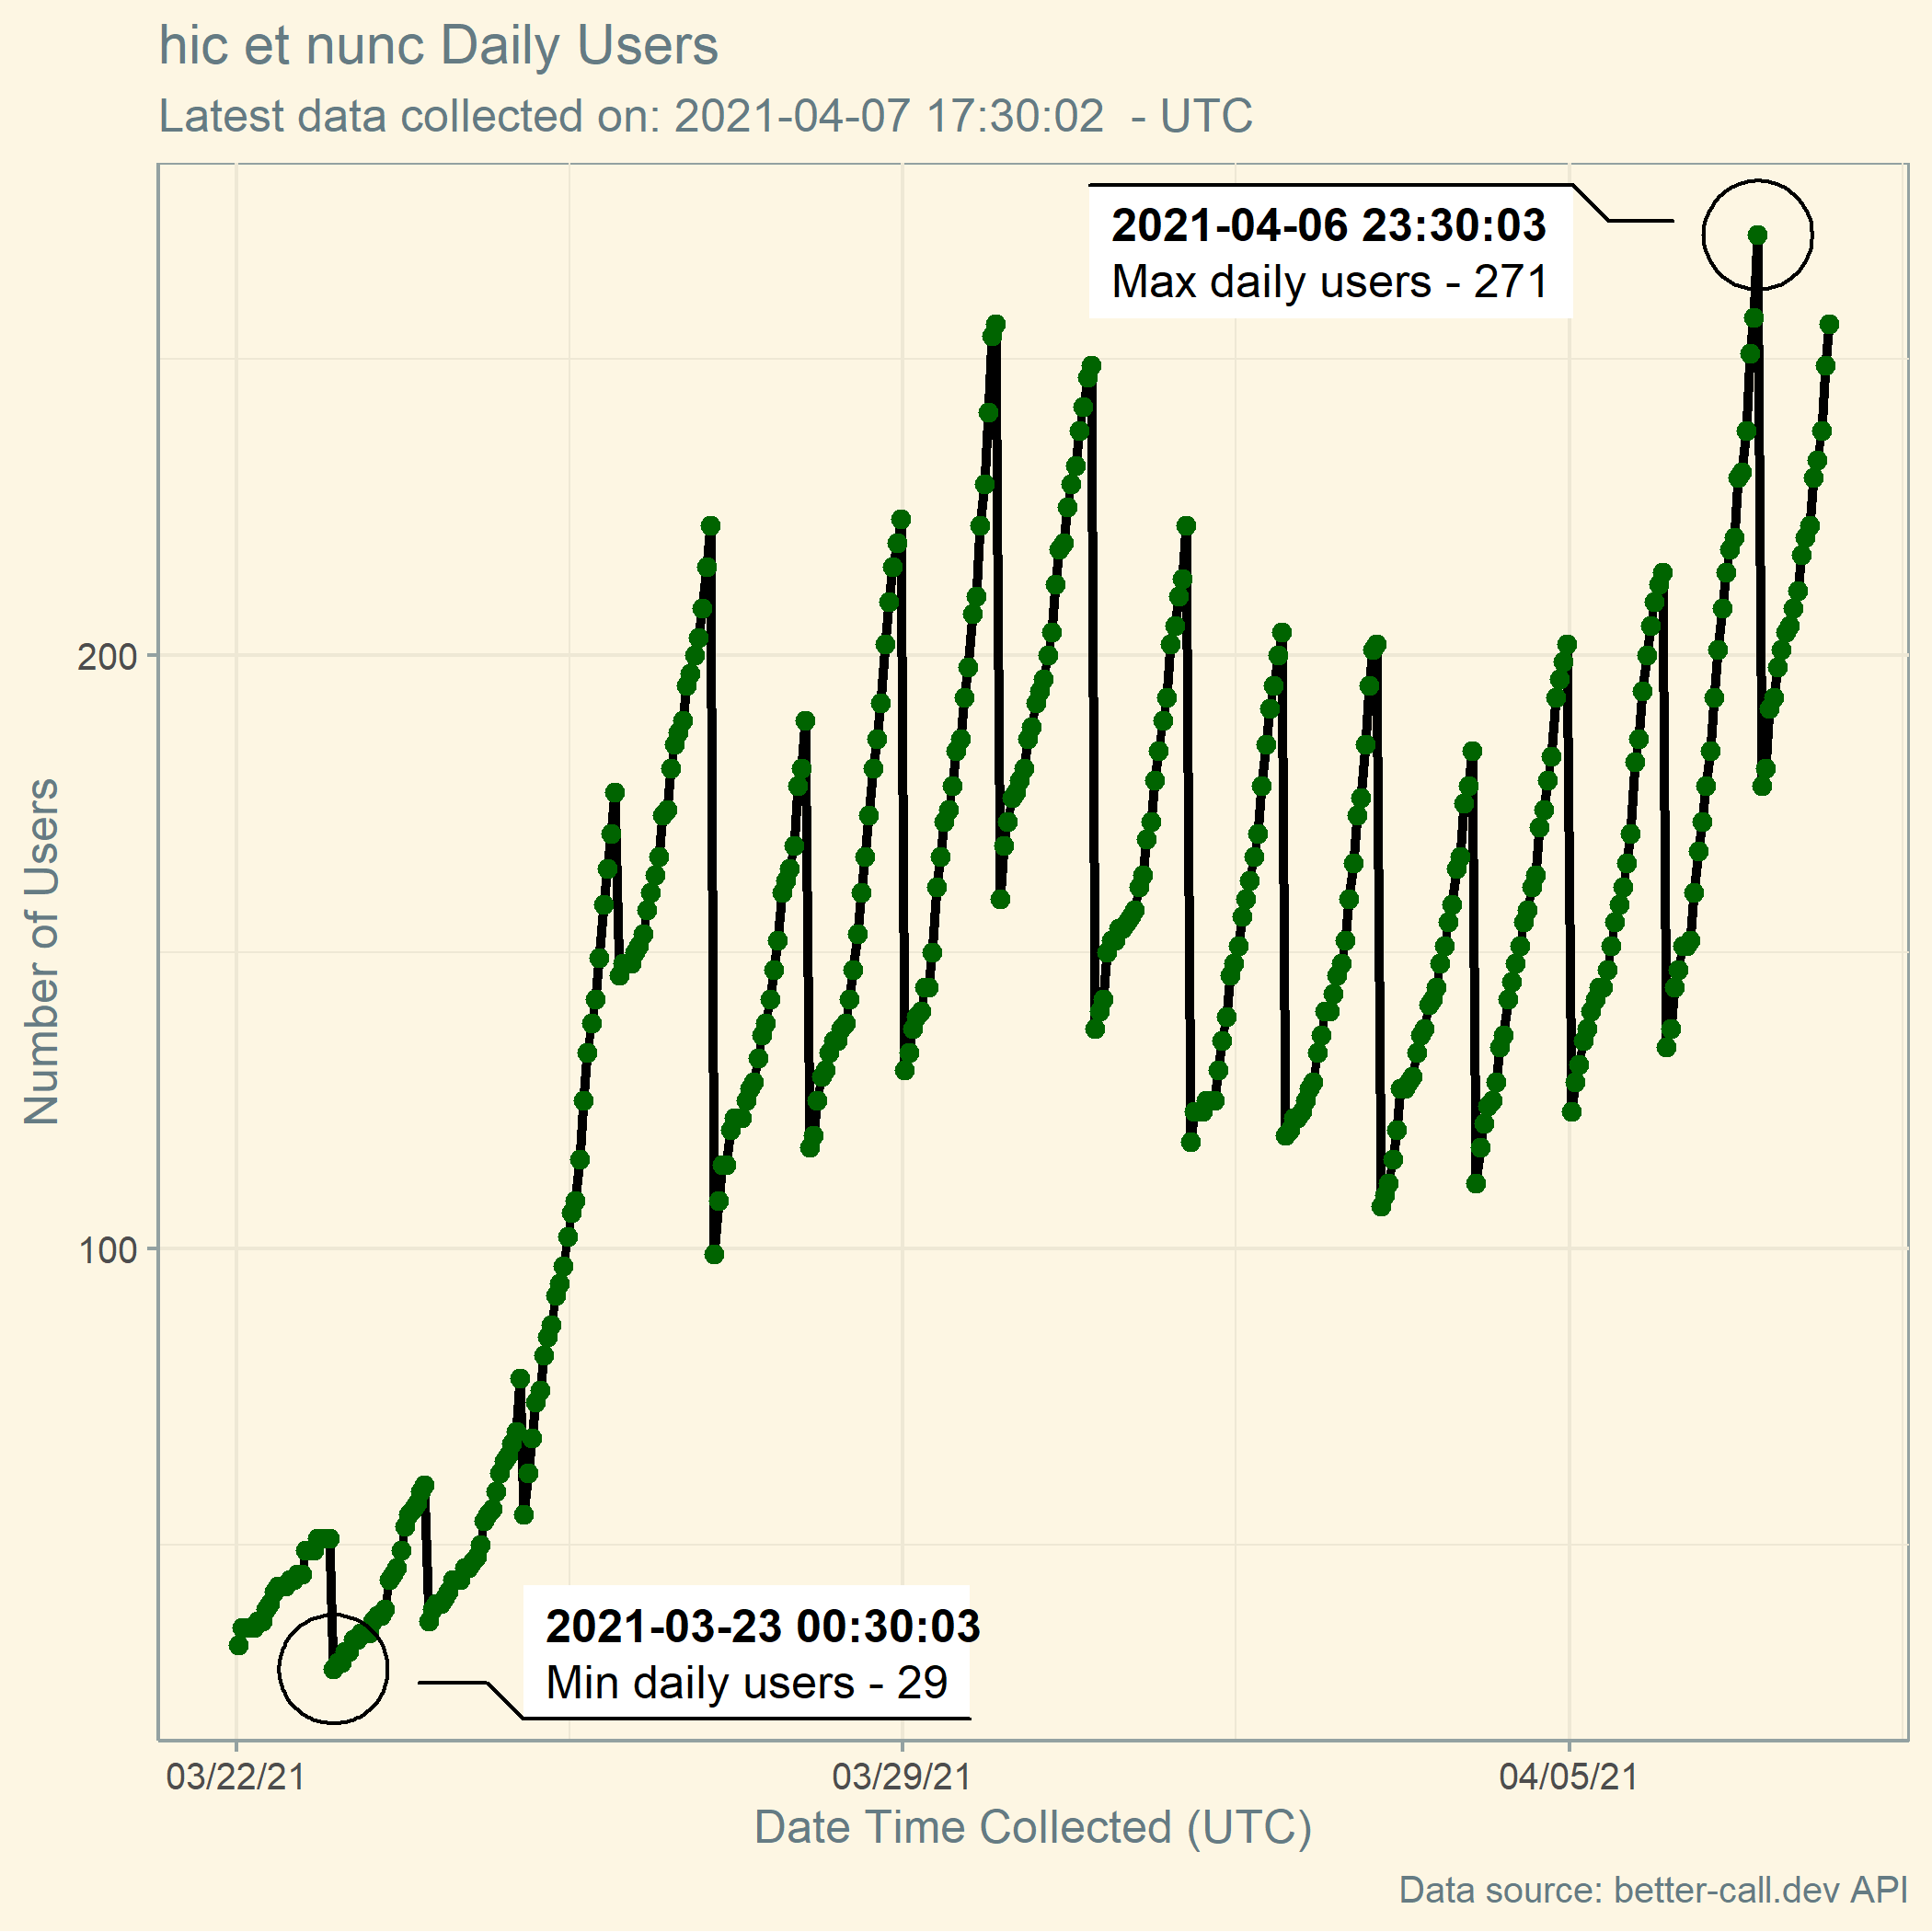 hic et nunc Daily Users
Latest data collected on: 2021-04-07 17:30:02  - UTC
2021-04-06 23:30:03
Max daily users - 271
200
Number of Users
100
2021-03-23 00:30:03
Min daily users - 29
03/22/21
03/29/21
04/05/21
Date Time Collected (UTC)
Data source: better-call.dev API